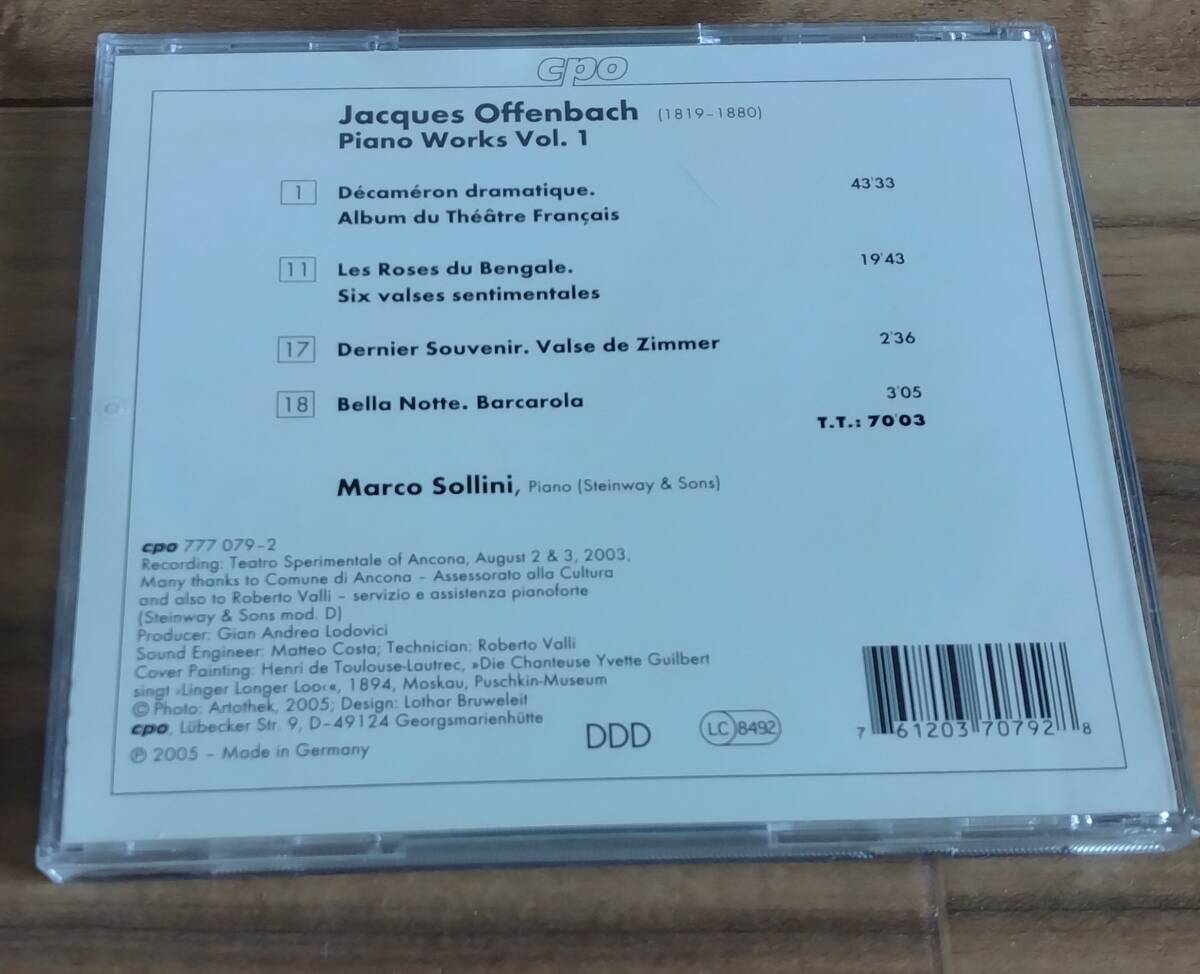 cpo
Jacques Offenbach (1819–1880)
Piano Works Vol. 1
1 Décaméron dramatique. 43'33
Album du Théâtre Français
11 Les Roses du Bengale. 19'43
Six valses sentimentales
17 Dernier Souvenir. Valse de Zimmer 2'36
18 Bella Notte. Barcarola 3'05
T.T.: 70'03
Marco Sollini, Piano (Steinway & Sons)
cpo 777 079–2
Recording: Teatro Sperimentale of Ancona, August 2 & 3, 2003,
Many thanks to Comune di Ancona – Assessorato alla Cultura
and also to Roberto Valli – servizio e assistenza pianoforte
(Steinway & Sons mod. D)
Producer: Gian Andrea Lodovici
Sound Engineer: Matteo Costa; Technician: Roberto Valli
Cover Painting: Henri de Toulouse-Lautrec, »Die Chanteuse Yvette Guilbert
singt ›Linger Longer Loo‹«, 1894, Moskau, Puschkin-Museum
© Photo: Artothek, 2005; Design: Lothar Bruweleit
cpo, Lübecker Str. 9, D–49124 Georgsmarienhütte
℗ 2005 – Made in Germany
DDD
LC 8492
7 61203 70792 8